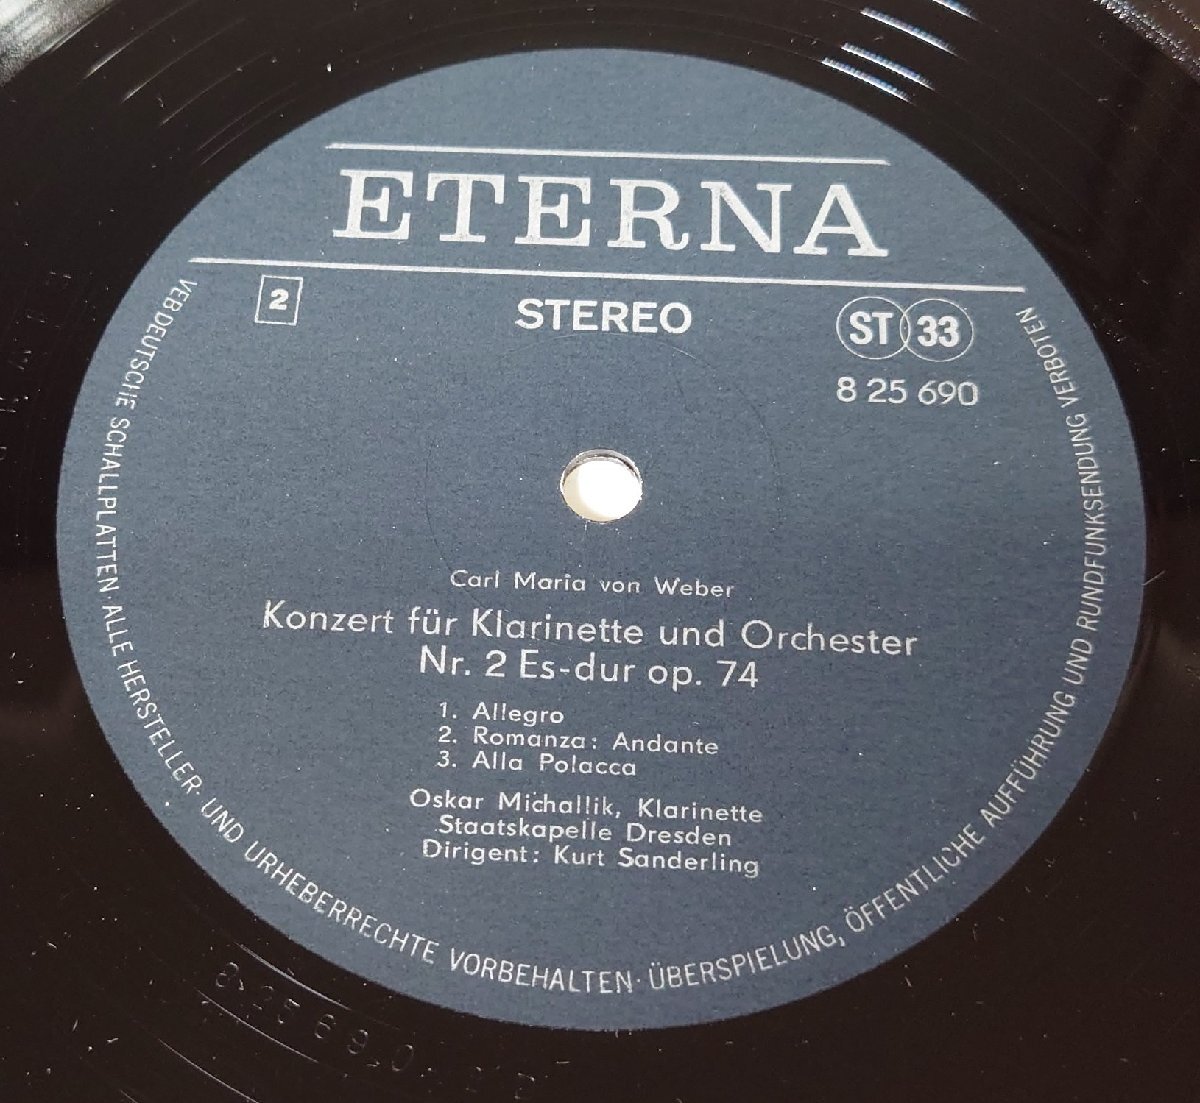 ETERNA
2
STEREO
ST 33
8 25 690
Carl Maria von Weber
Konzert für Klarinette und Orchester
Nr. 2 Es-dur op. 74
1. Allegro
2. Romanza: Andante
3. Alla Polacca
Oskar Michallik, Klarinette
Staatskapelle Dresden
Dirigent: Kurt Sanderling
VEB DEUTSCHE SCHALLPLATTEN · ALLE HERSTELLER- UND URHEBERRECHTE VORBEHALTEN · ÜBERSPIELUNG, ÖFFENTLICHE AUFFÜHRUNG UND RUNDFUNKSENDUNG VERBOTEN